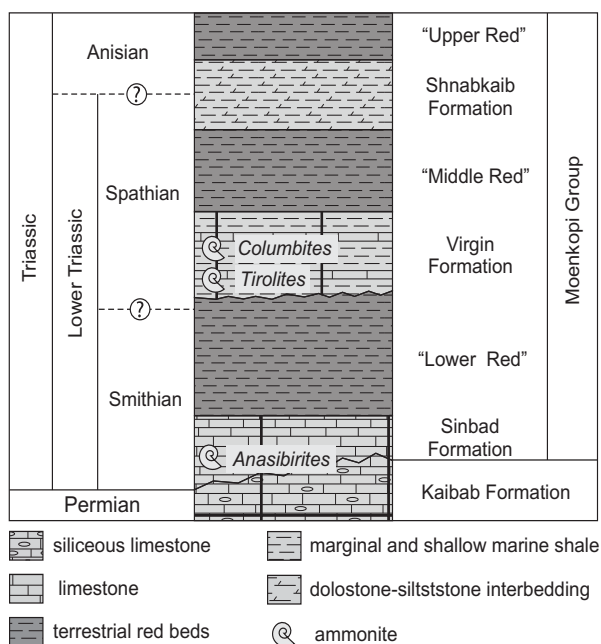 Triassic
Lower Triassic
Anisian
?
Spathian
?
Smithian
Permian
Columbites
Tirolites
Anasibirites
“Upper Red”
Shnabkaib
Formation
“Middle Red”
Virgin
Formation
“Lower Red”
Sinbad
Formation
Kaibab Formation
Moenkopi Group
siliceous limestone
limestone
terrestrial red beds
marginal and shallow marine shale
dolostone-siltststone interbedding
ammonite